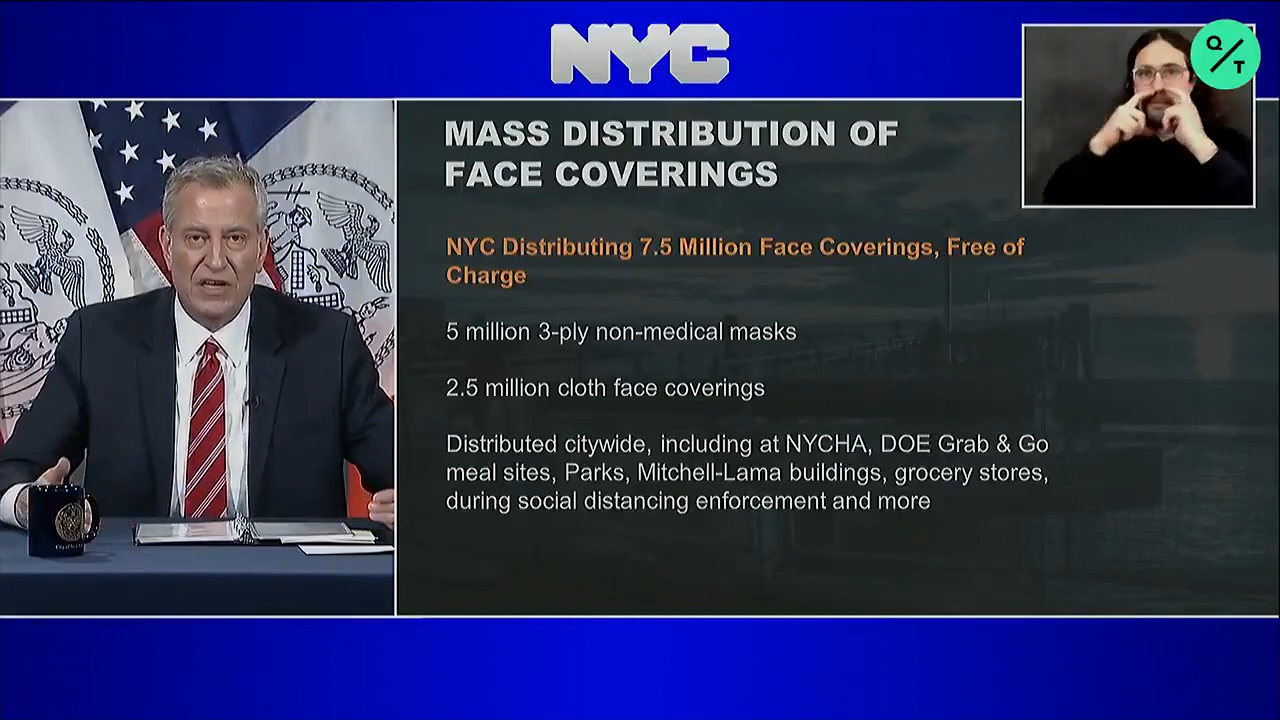 NYC
Q/T
MASS DISTRIBUTION OF
FACE COVERINGS
NYC Distributing 7.5 Million Face Coverings, Free of
Charge
5 million 3-ply non-medical masks
2.5 million cloth face coverings
Distributed citywide, including at NYCHA, DOE Grab & Go
meal sites, Parks, Mitchell-Lama buildings, grocery stores,
during social distancing enforcement and more